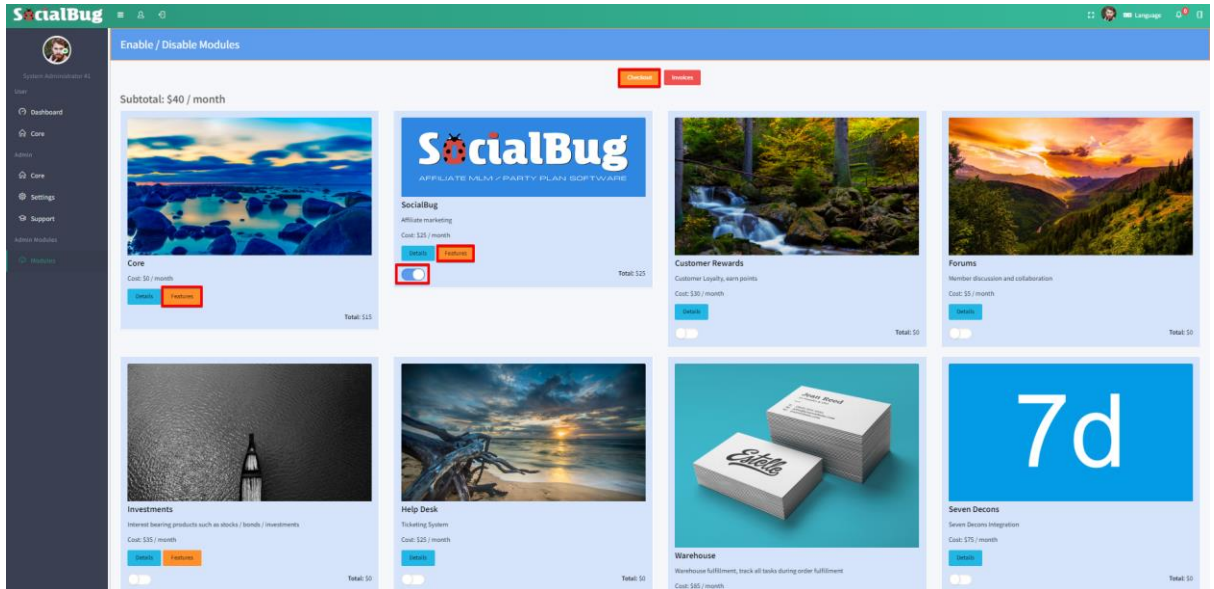 SocialBug
Language
0
System Administrator #1
User
Dashboard
Core
Admin
Core
Settings
Support
Admin Modules
Modules
Enable / Disable Modules
Checkout
Invoices
Subtotal: $40 / month
Core
Cost: $0 / month
Details
Features
Total: $15
SocialBug
AFFILIATE MLM / PARTY PLAN SOFTWARE
SocialBug
Affiliate marketing
Cost: $25 / month
Details
Features
Total: $25
Customer Rewards
Customer Loyalty, earn points
Cost: $30 / month
Details
Total: $0
Forums
Member discussion and collaboration
Cost: $5 / month
Details
Total: $0
Investments
Interest bearing products such as stocks / bonds / investments
Cost: $35 / month
Details
Features
Total: $0
Help Desk
Ticketing System
Cost: $25 / month
Details
Total: $0
Jean Reed
Estelle
Warehouse
Warehouse fulfillment, track all tasks during order fulfillment
Cost: $85 / month
7d
Seven Decons
Seven Decons Integration
Cost: $75 / month
Details
Total: $0